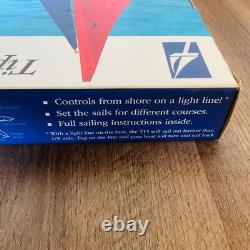 Ty
Controls from shore on a light line! *
Set the sails for different courses.
Full sailing instructions inside.
* With a light line on the bow, the T15 will sail out further than
1/8 mile. Tug on the line and your boat will turn and sail back